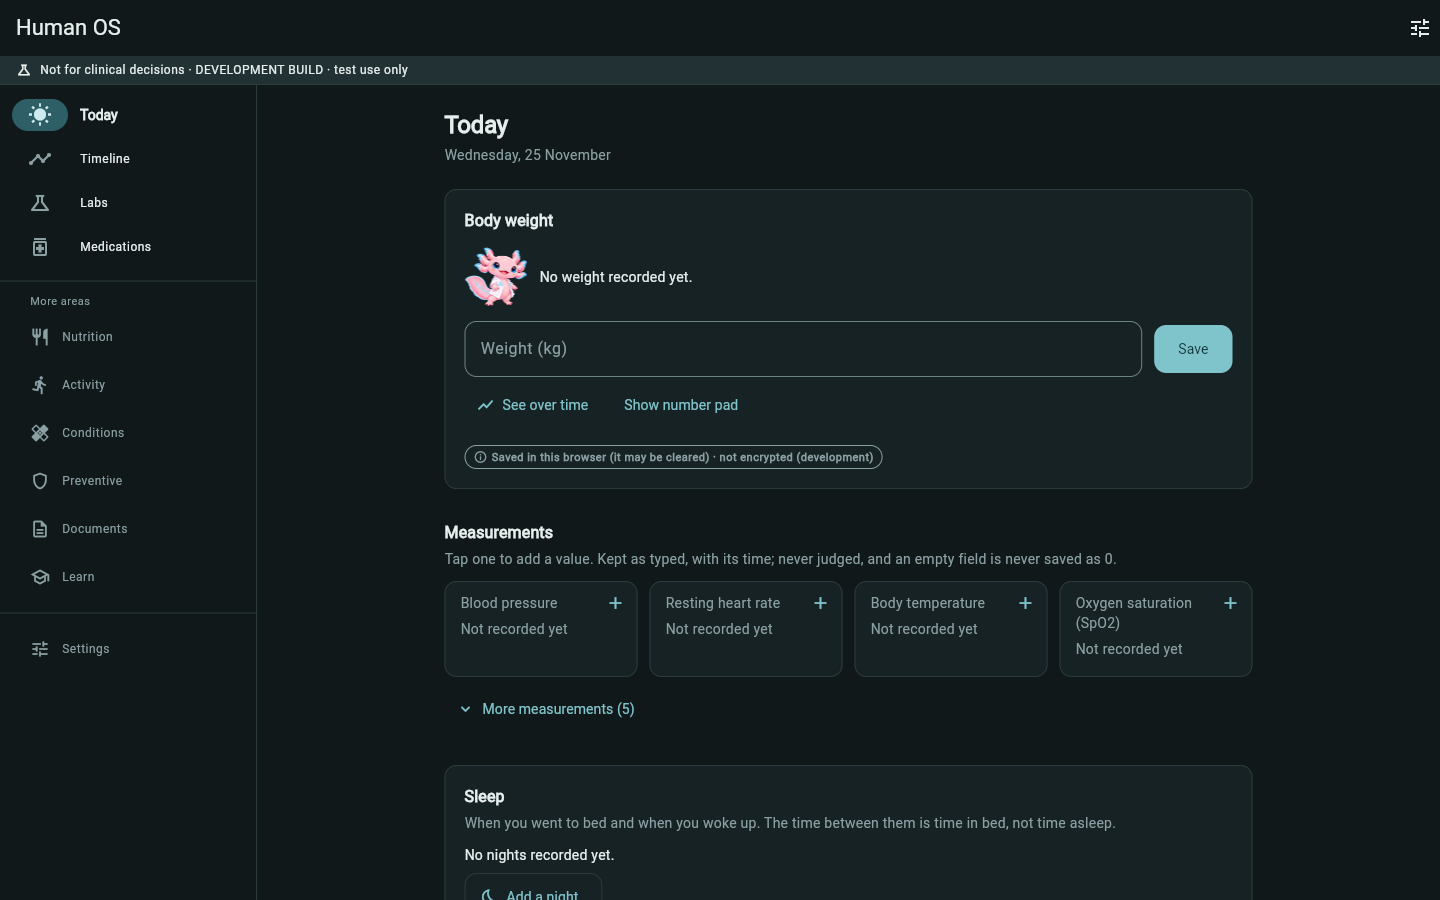 Human OS
Not for clinical decisions · DEVELOPMENT BUILD · test use only
Today
Timeline
Labs
Medications
More areas
Nutrition
Activity
Conditions
Preventive
Documents
Learn
Settings
Today
Wednesday, 25 November
Body weight
No weight recorded yet.
Weight (kg)
Save
See over time
Show number pad
Saved in this browser (it may be cleared) · not encrypted (development)
Measurements
Tap one to add a value. Kept as typed, with its time; never judged, and an empty field is never saved as 0.
Blood pressure
Not recorded yet
Resting heart rate
Not recorded yet
Body temperature
Not recorded yet
Oxygen saturation
(SpO2)
Not recorded yet
More measurements (5)
Sleep
When you went to bed and when you woke up. The time between them is time in bed, not time asleep.
No nights recorded yet.
Add a night